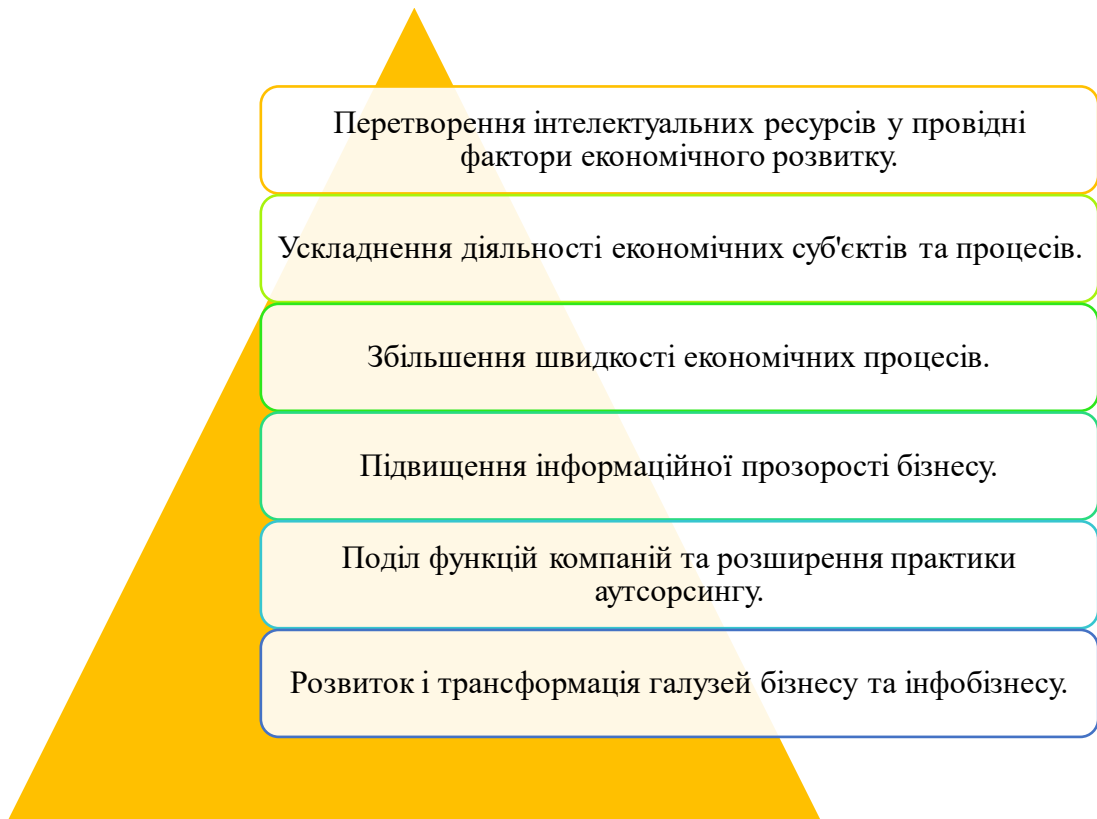 Перетворення інтелектуальних ресурсів у провідні
фактори економічного розвитку.
Ускладнення діяльності економічних суб'єктів та процесів.
Збільшення швидкості економічних процесів.
Підвищення інформаційної прозорості бізнесу.
Поділ функцій компаній та розширення практики
аутсорсингу.
Розвиток і трансформація галузей бізнесу та інфобізнесу.